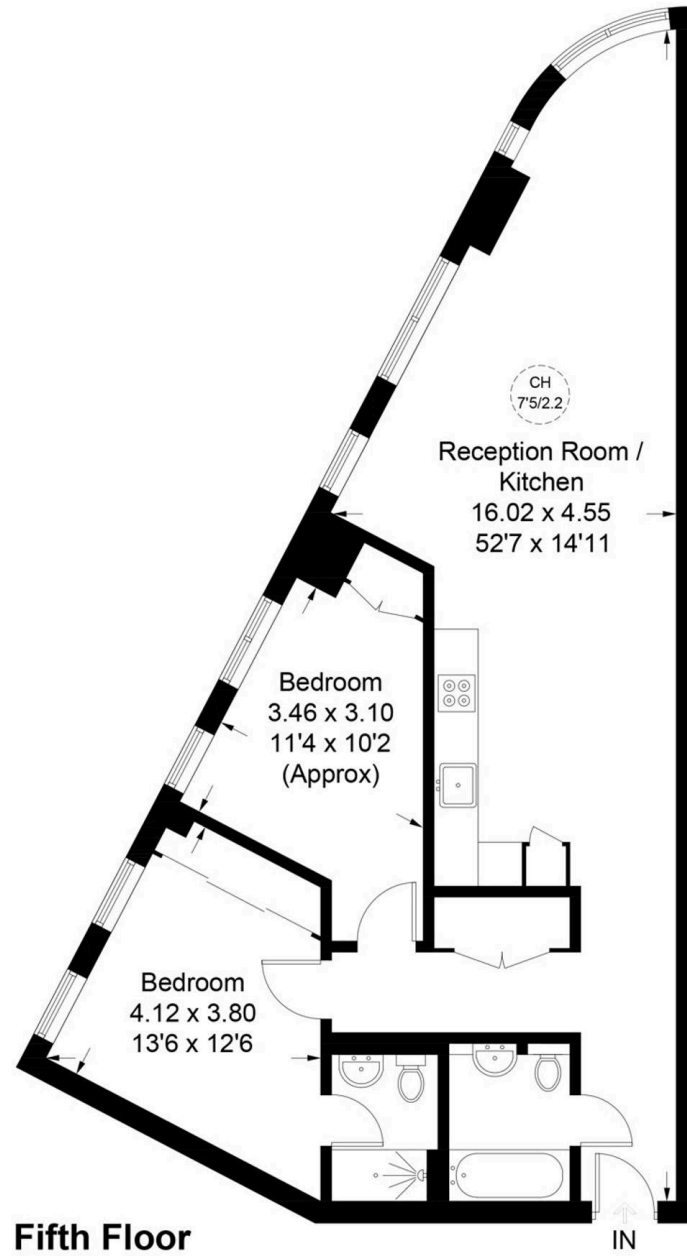 CH
7'5/2.2
Reception Room /
Kitchen
16.02 x 4.55
52'7 x 14'11
Bedroom
3.46 x 3.10
11'4 x 10'2
(Approx)
Bedroom
4.12 x 3.80
13'6 x 12'6
Fifth Floor
IN